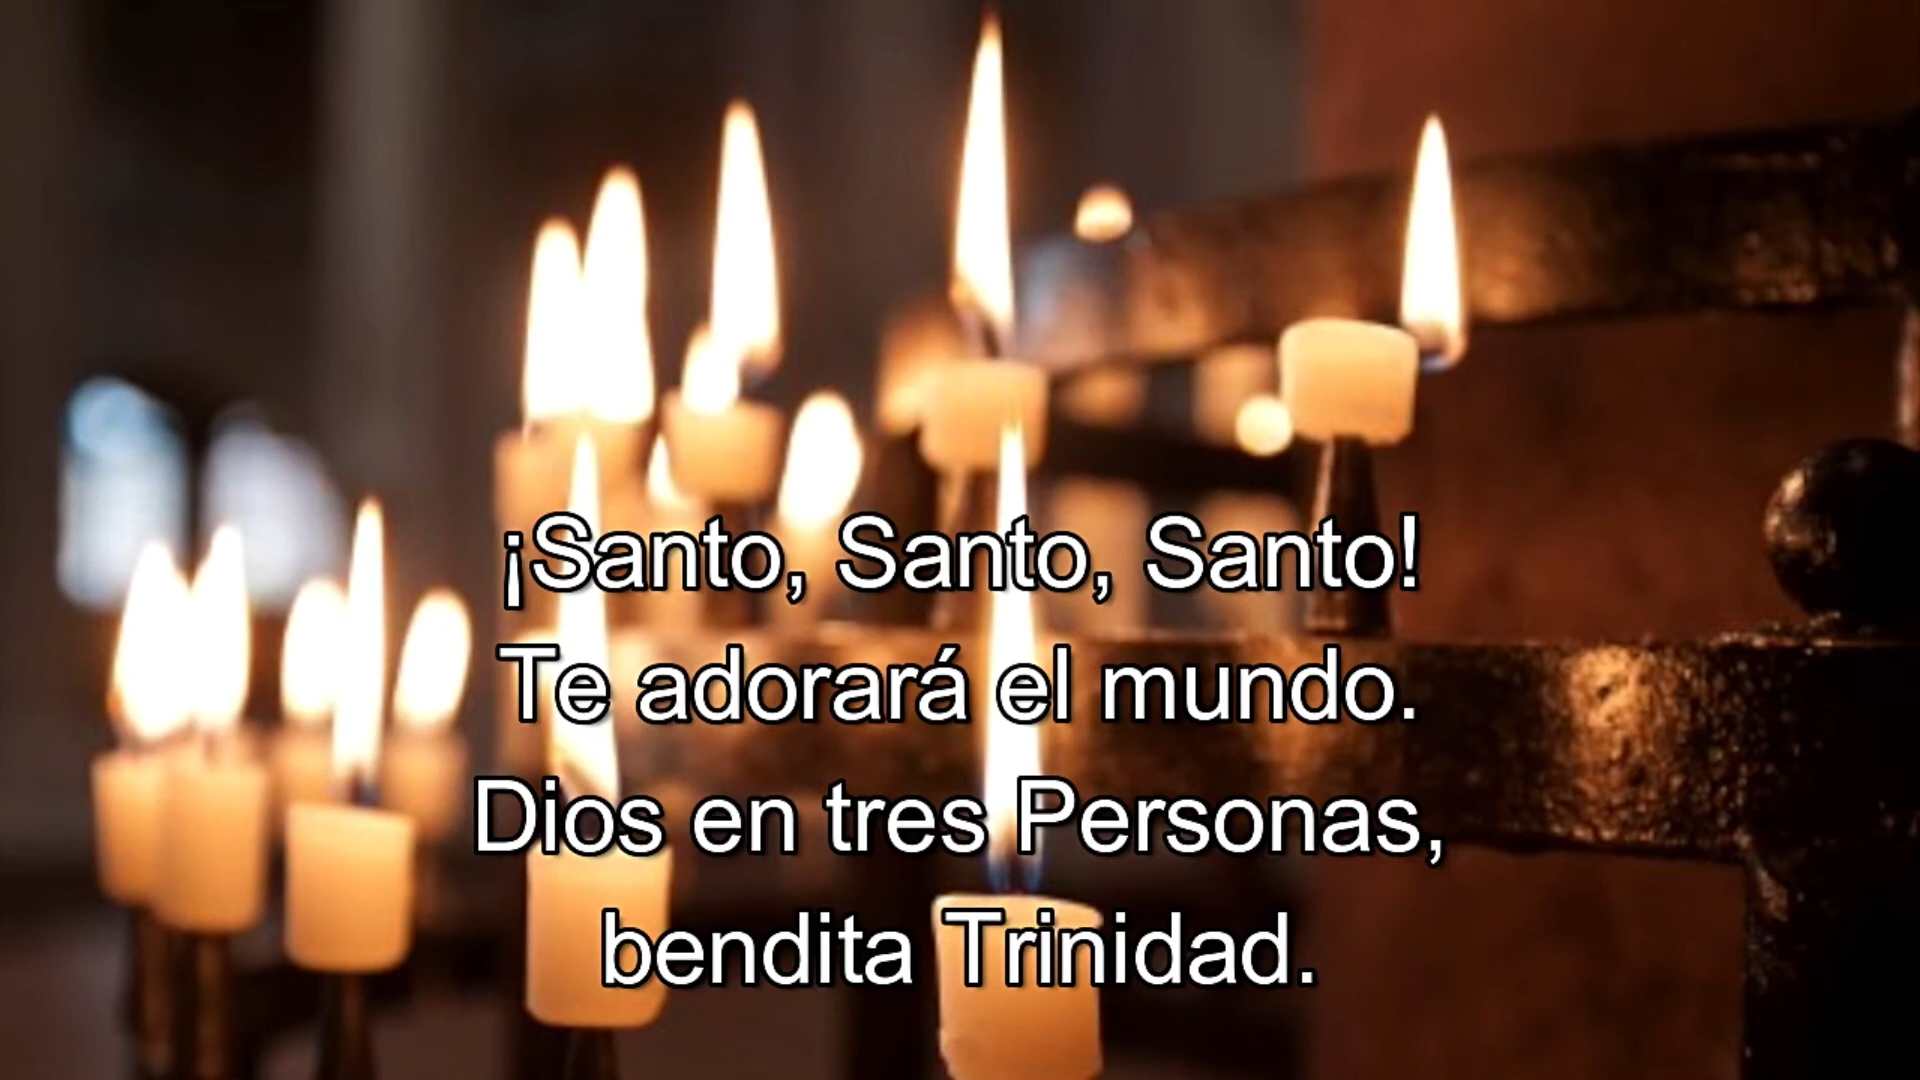 ¡Santo, Santo, Santo!
Te adorará el mundo.
Dios en tres Personas,
bendita Trinidad.